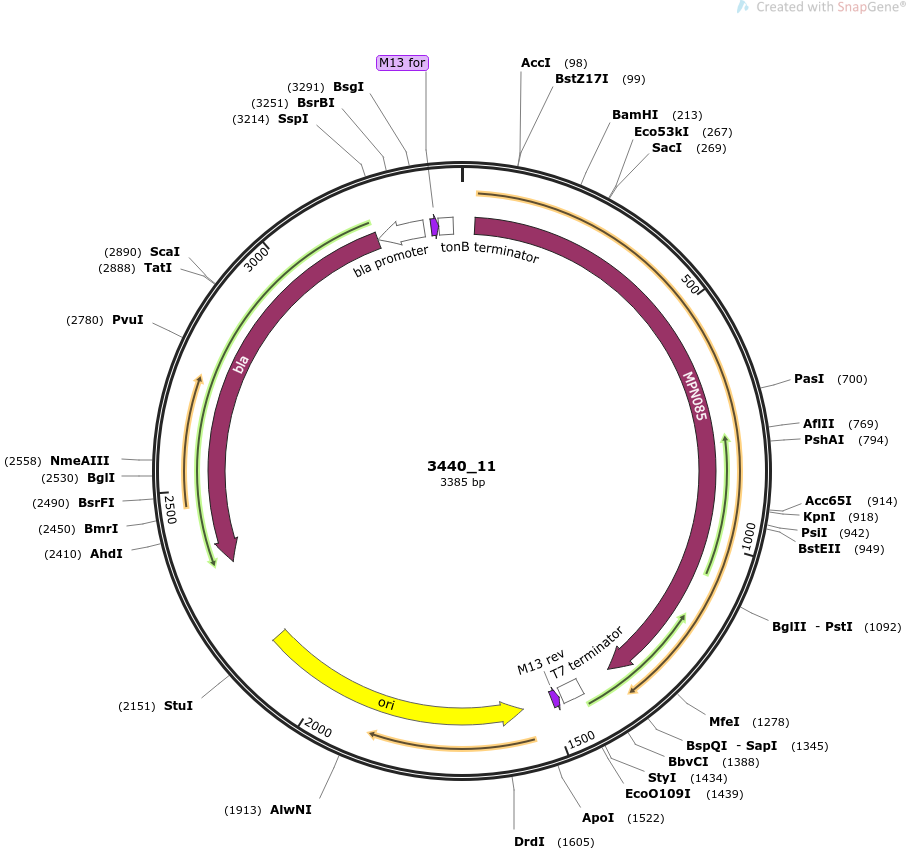 Created with SnapGene®
M13 for
(3291) BsgI
(3251) BsrBI
(3214) SspI
AccI (98)
BstZ17I (99)
BamHI (213)
Eco53kI (267)
SacI (269)
(2890) ScaI
(2888) TatI
(2780) PvuI
3000
bla promoter
tonB terminator
500
bla
MPN085
PasI (700)
AflII (769)
PshAI (794)
3440_11
3385 bp
(2558) NmeAIII
(2530) BglI
(2490) BsrFI
(2450) BmrI
(2410) AhdI
2500
Acc65I (914)
KpnI (918)
PsiI (942)
BstEII (949)
1000
BglII - PstI (1092)
M13 rev
T7 terminator
ori
(2151) StuI
2000
1500
MfeI (1278)
BspQI - SapI (1345)
BbvCI (1388)
StyI (1434)
EcoO109I (1439)
(1913) AlwNI
ApoI (1522)
DrdI (1605)